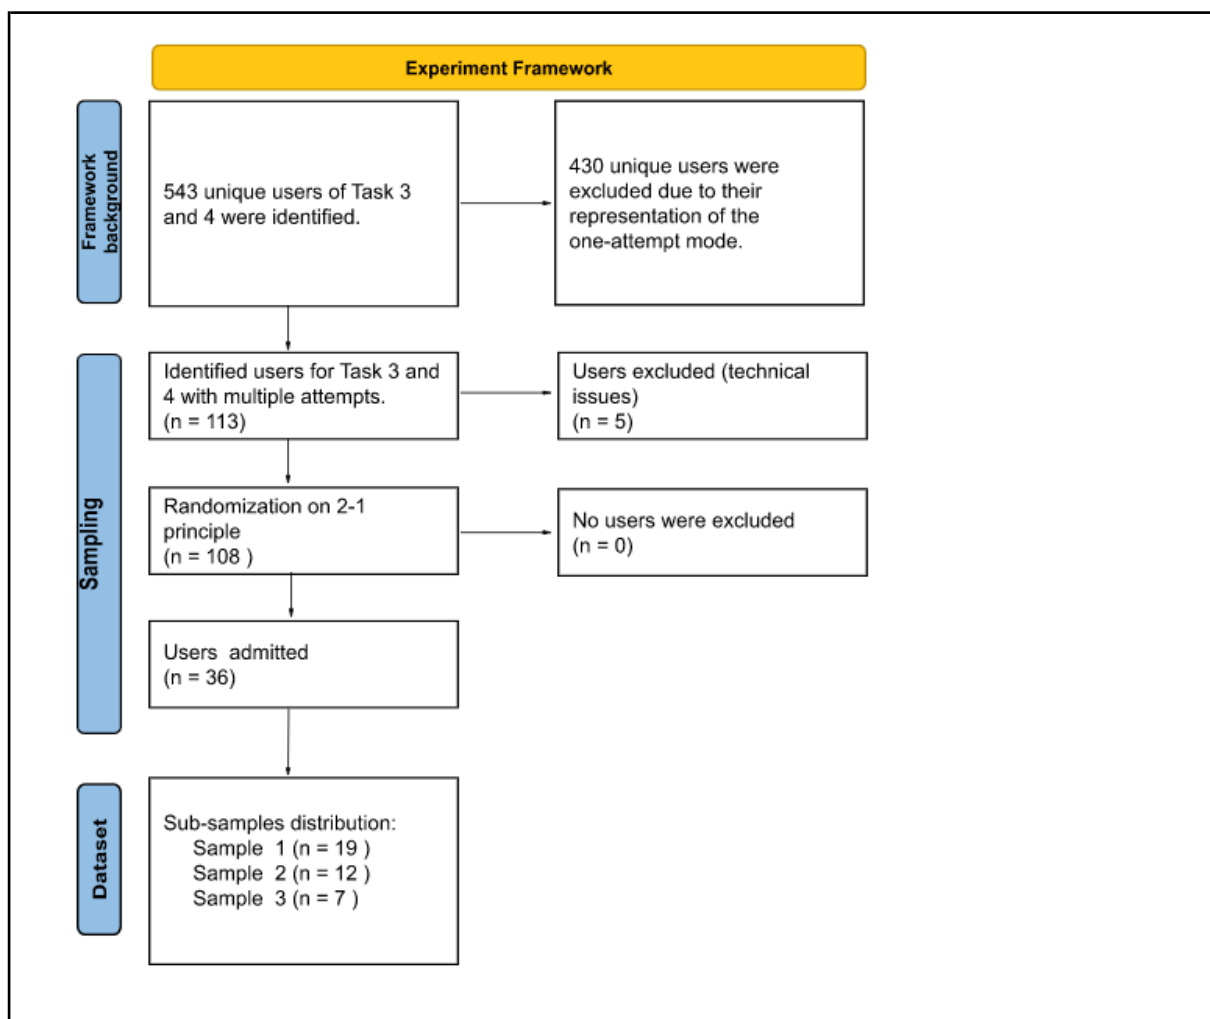 Experiment Framework
Framework
background
543 unique users of Task 3
and 4 were identified.
430 unique users were
excluded due to their
representation of the
one-attempt mode.
Sampling
Identified users for Task 3 and
4 with multiple attempts.
(n = 113)
Users excluded (technical
issues)
(n = 5)
Randomization on 2-1
principle
(n = 108 )
No users were excluded
(n = 0)
Users admitted
(n = 36)
Dataset
Sub-samples distribution:
Sample 1 (n = 19 )
Sample 2 (n = 12 )
Sample 3 (n = 7 )